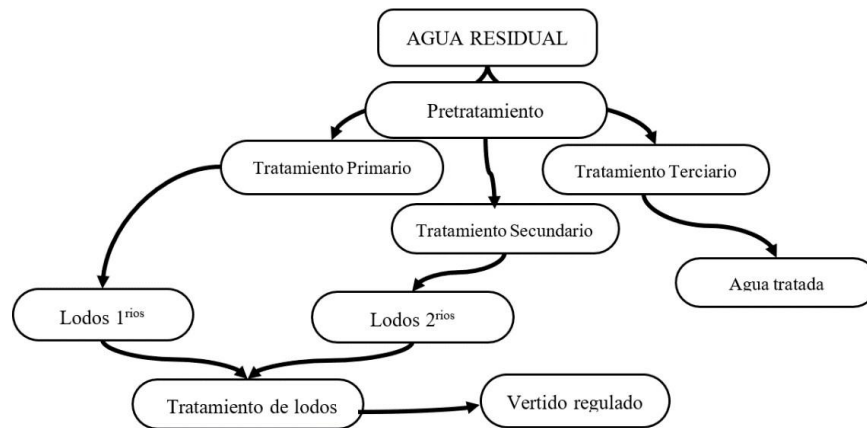 AGUA RESIDUAL
Pretratamiento
Tratamiento Primario
Tratamiento Terciario
Tratamiento Secundario
Agua tratada
Lodos 1rios
Lodos 2rios
Tratamiento de lodos
Vertido regulado